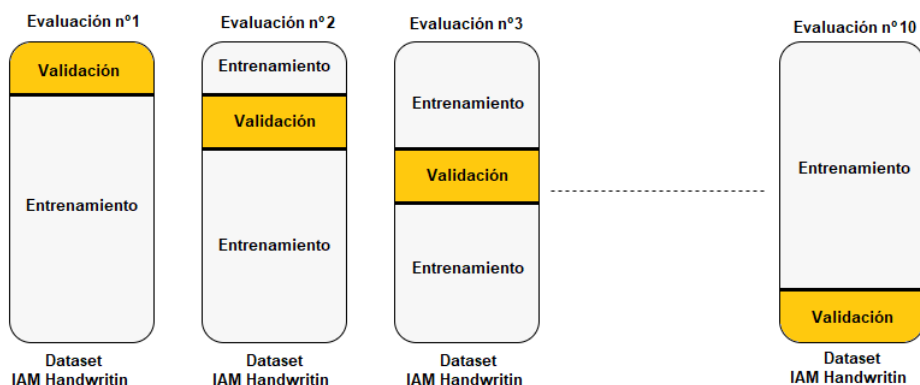 Evaluación nº1
Validación
Entrenamiento
Dataset
IAM Handwritin
Evaluación nº2
Entrenamiento
Validación
Entrenamiento
Dataset
IAM Handwritin
Evaluación nº3
Entrenamiento
Validación
Entrenamiento
Dataset
IAM Handwritin
Evaluación nº10
Entrenamiento
Validación
Dataset
IAM Handwritin